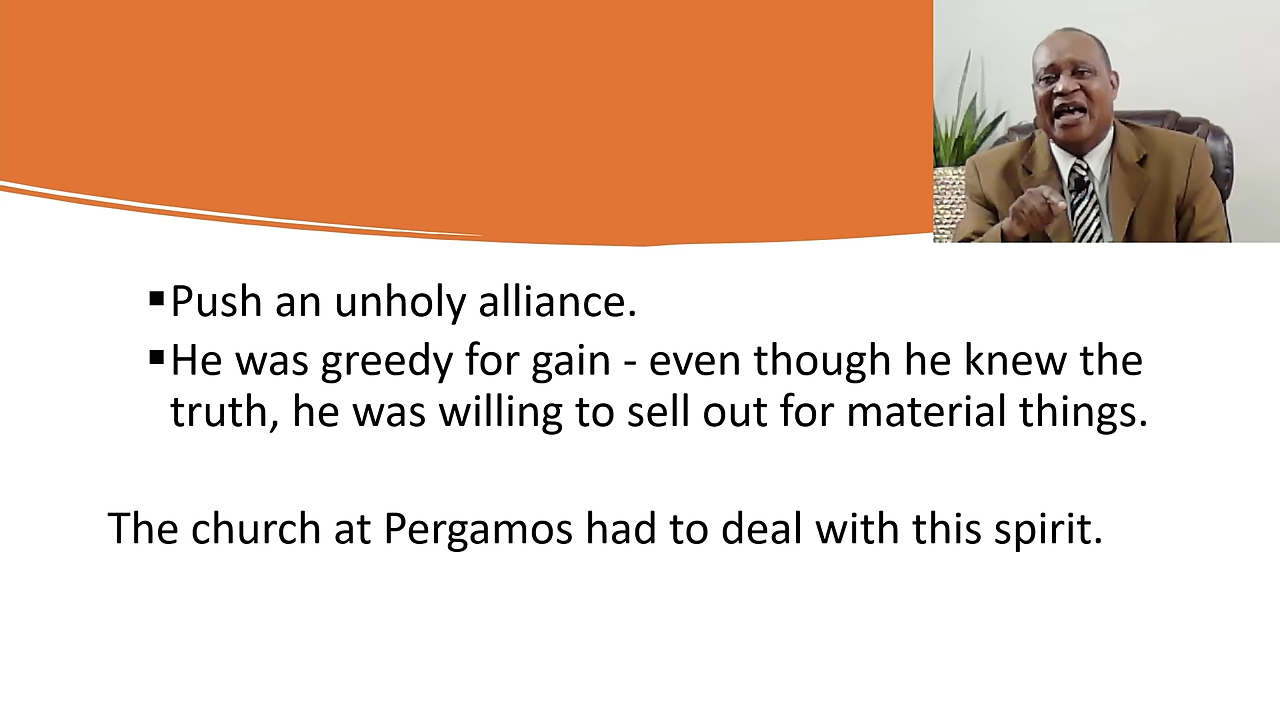 ▪Push an unholy alliance.
▪He was greedy for gain - even though he knew the
truth, he was willing to sell out for material things.
The church at Pergamos had to deal with this spirit.